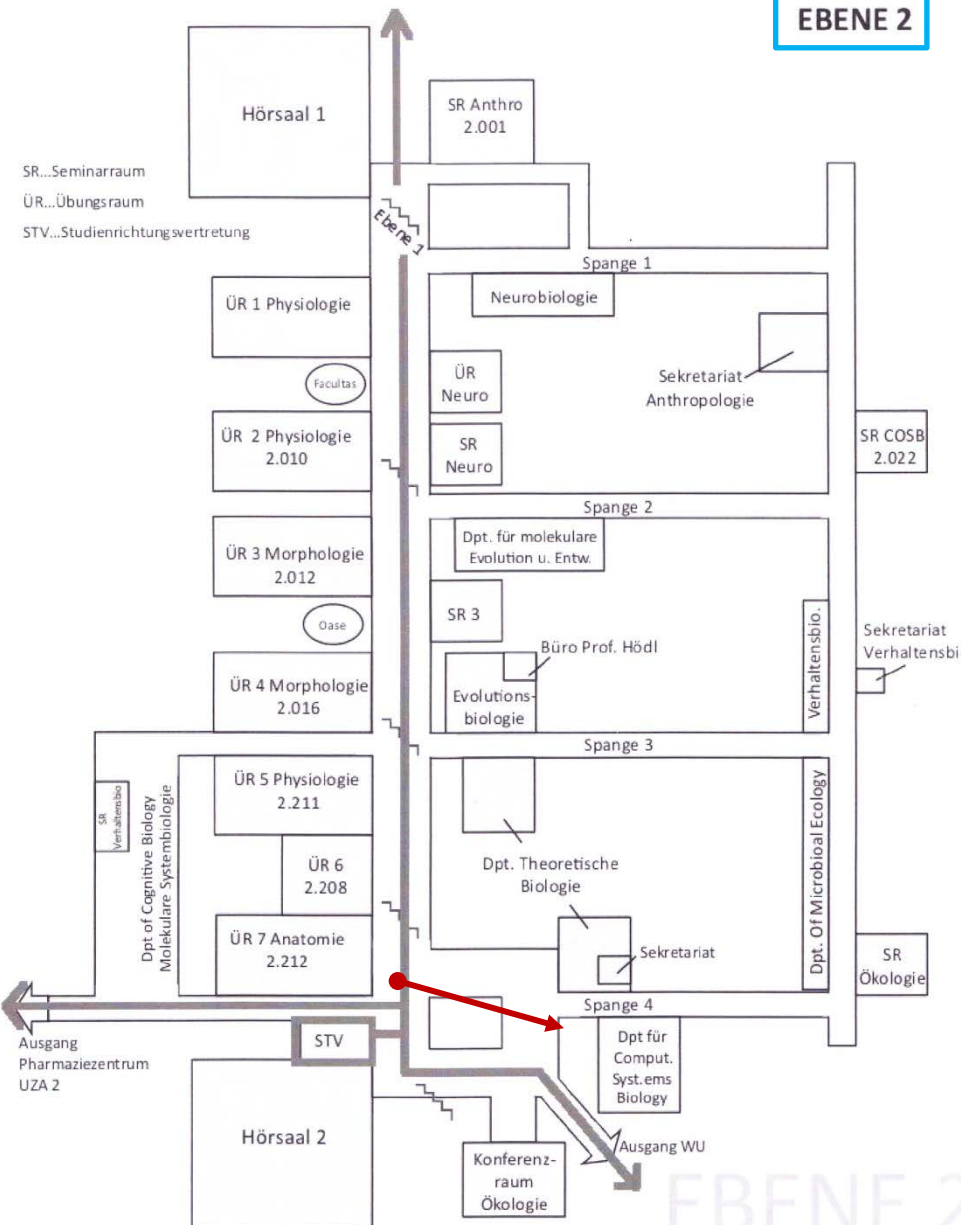 EBENE 2
Hörsaal 1
SR Anthro
2.001
SR...Seminarraum
ÜR...Übungsraum
STV...Studienrichtungsvertretung
Ebene 1
Spange 1
ÜR 1 Physiologie
Neurobiologie
Facultas
ÜR
Neuro
Sekretariat
Anthropologie
ÜR 2 Physiologie
2.010
SR
Neuro
SR COSB
2.022
Spange 2
ÜR 3 Morphologie
2.012
Dpt. für molekulare
Evolution u. Entw.
Oase
SR 3
Büro Prof. Hödl
Verhaltensbio.
Sekretariat
Verhaltensbi
ÜR 4 Morphologie
2.016
Evolutions-
biologie
Spange 3
SR
Verhaltensbio
Dpt of Cognitive Biology
Molekulare Systembiologie
ÜR 5 Physiologie
2.211
ÜR 6
2.208
Dpt. Theoretische
Biologie
Dpt. Of Microbioal Ecology
ÜR 7 Anatomie
2.212
Sekretariat
SR
Ökologie
Spange 4
Ausgang
Pharmaziezentrum
UZA 2
STV
Dpt für
Comput.
Syst.ems
Biology
Hörsaal 2
Konferenz-
raum
Ökologie
Ausgang WU
EBENE 2